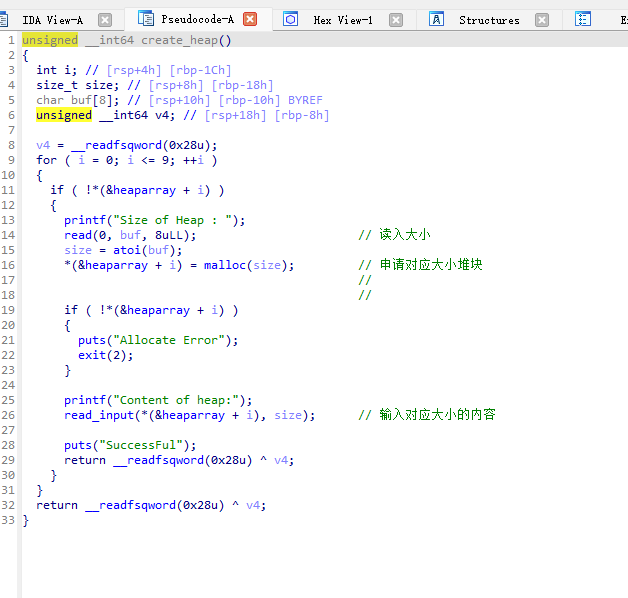 IDA View-A Pseudocode-A Hex View-1 Structures
1 unsigned __int64 create_heap()
2 {
3 int i; // [rsp+4h] [rbp-1Ch]
4 size_t size; // [rsp+8h] [rbp-18h]
5 char buf[8]; // [rsp+10h] [rbp-10h] BYREF
6 unsigned __int64 v4; // [rsp+18h] [rbp-8h]
7
8 v4 = __readfsqword(0x28u);
9 for ( i = 0; i <= 9; ++i )
10 {
11 if ( !*(&heaparray + i) )
12 {
13 printf("Size of Heap : ");
14 read(0, buf, 8uLL); // 读入大小
15 size = atoi(buf);
16 *(&heaparray + i) = malloc(size); // 申请对应大小堆块
17 //
18 //
19 if ( !*(&heaparray + i) )
20 {
21 puts("Allocate Error");
22 exit(2);
23 }
24
25 printf("Content of heap:");
26 read_input(*(&heaparray + i), size); // 输入对应大小的内容
27
28 puts("SuccessFul");
29 return __readfsqword(0x28u) ^ v4;
30 }
31 }
32 return __readfsqword(0x28u) ^ v4;
33 }